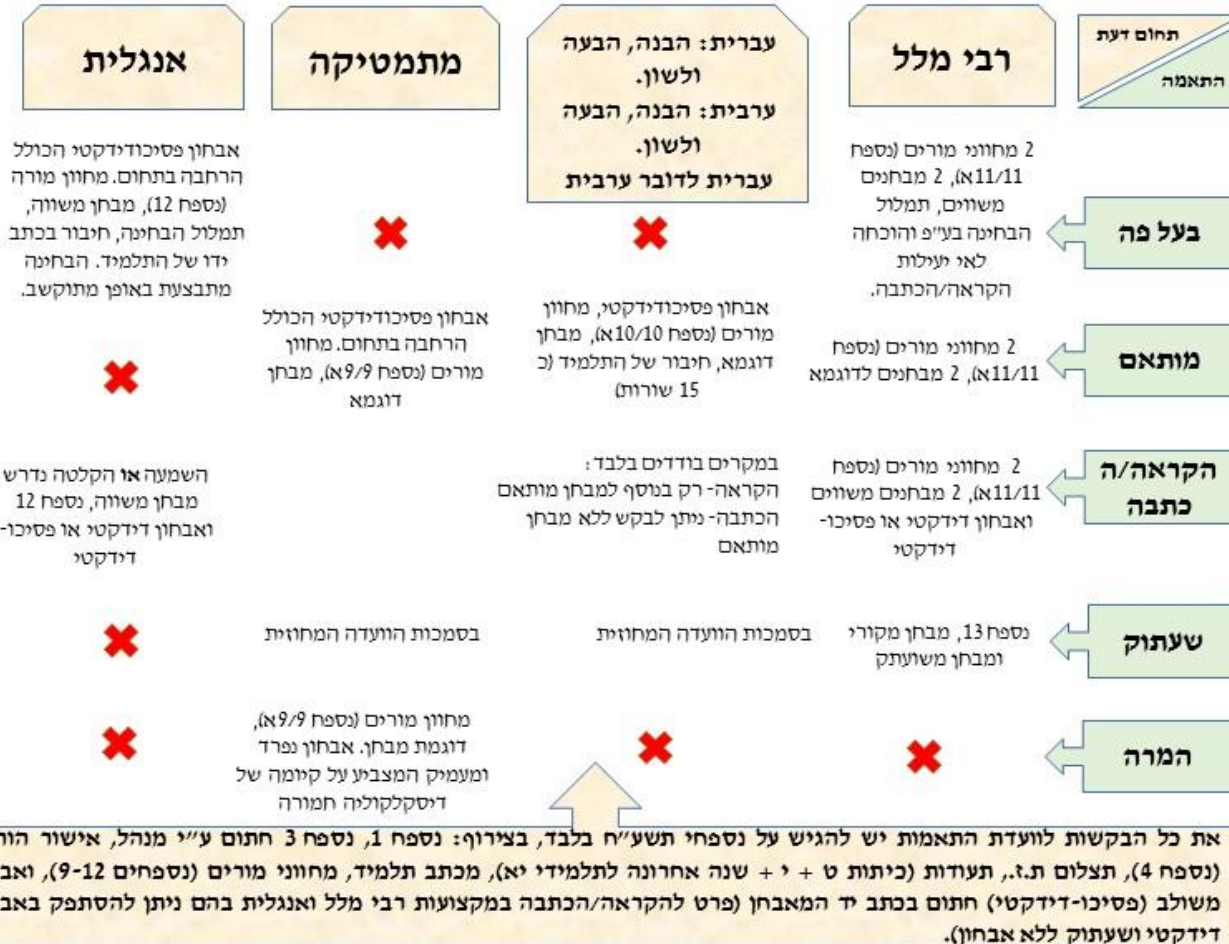 תחום דעת
התאמה
רבי מלל
עברית: הבנה, הבעה
ולשון.
ערבית: הבנה, הבעה
ולשון.
עברית לדובר ערבית
מתמטיקה
אנגלית
בעל פה
2 מחווני מורים (נספח
11/11א), 2 מבחנים
משווים, תמלול
הבחינה בע״פ והוכחה
לאי יעילות
הקראה/הכתבה.
אבחון פסיכודידקטי הכולל
הרחבה בתחום. מחוון מורה
(נספח 12), מבחן משווה,
תמלול הבחינה, חיבור בכתב
ידו של התלמיד. הבחינה
מתבצעת באופן מתוקשב.
מותאם
2 מחווני מורים (נספח
11/11א), 2 מבחנים לדוגמא
אבחון פסיכודידקטי, מחוון
מורים (נספח 10/10א), מבחן
דוגמא, חיבור של התלמיד (כ
15 שורות)
אבחון פסיכודידקטי הכולל
הרחבה בתחום. מחוון
מורים (נספח 9/9א), מבחן
דוגמא
הקראה/ה
כתבה
2 מחווני מורים (נספח
11/11א), 2 מבחנים משווים
ואבחון דידקטי או פסיכו-
דידקטי
במקרים בודדים בלבד:
הקראה- רק בנוסף למבחן מותאם
הכתבה- ניתן לבקש ללא מבחן
מותאם
השמעה או הקלטה נדרש
מבחן משווה, נספח 12
ואבחון דידקטי או פסיכו-
דידקטי
שעתוק
נספח 13, מבחן מקורי
ומבחן משועתק
בסמכות הוועדה המחוזית
בסמכות הוועדה המחוזית
המרה
מחוון מורים (נספח 9/9א),
דוגמת מבחן. אבחון נפרד
ומעמיק המצביע על קיומה של
דיסקלקוליה חמורה
את כל הבקשות לוועדת התאמות יש להגיש על נספחי תשע״ח בלבד, בצירוף: נספח 1, נספח 3 חתום ע״י מנהל, אישור הור
(נספח 4), תצלום ת.ז., תעודות (כיתות ט + י + שנה אחרונה לתלמידי יא), מכתב תלמיד, מחווני מורים (נספחים 9-12), ואב
משולב (פסיכו-דידקטי) חתום בכתב יד המאבחן (פרט להקראה/הכתבה במקצועות רבי מלל ואנגלית בהם ניתן להסתפק באב
דידקטי ושעתוק ללא אבחון).